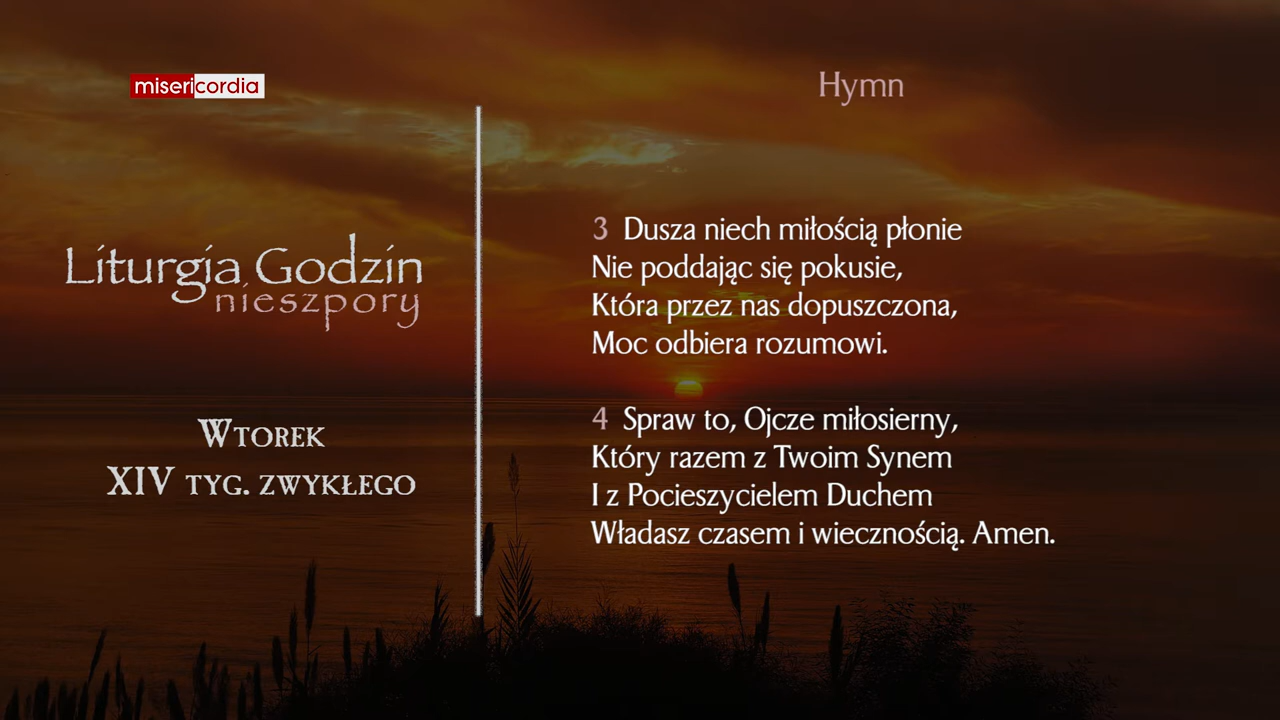 misericordia
Hymn
Liturgia Godzin
nieszpory
Wtorek
XIV tyg. zwykłego
3 Dusza niech miłością płonie
Nie poddając się pokusie,
Która przez nas dopuszczona,
Moc odbiera rozumowi.
4 Spraw to, Ojcze miłosierny,
Który razem z Twoim Synem
I z Pocieszycielem Duchem
Władasz czasem i wiecznością. Amen.